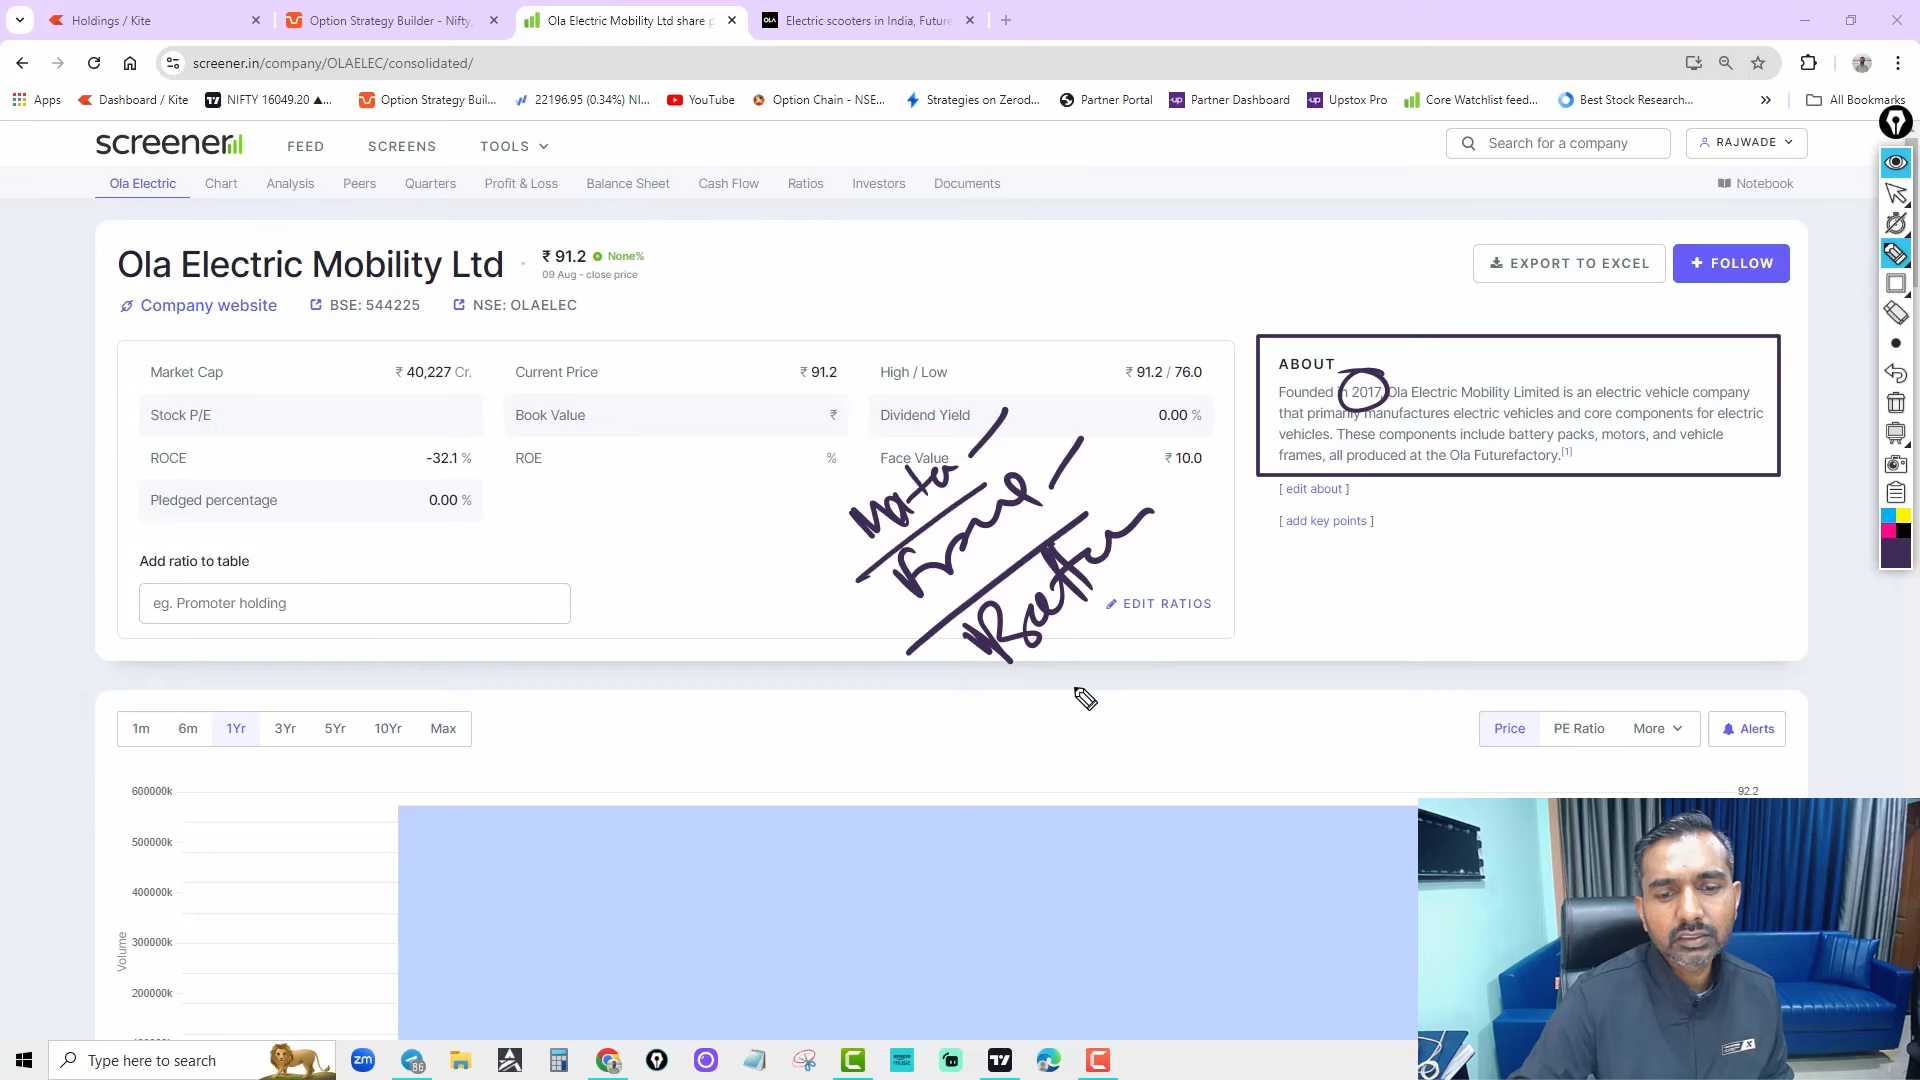 Holdings / Kite
Option Strategy Builder - Nifty,
Ola Electric Mobility Ltd share p
OLA
Electric scooters in India, Future
screener.in/company/OLAELEC/consolidated/
Apps
Dashboard / Kite
NIFTY 16049.20 ▲...
Option Strategy Buil...
22196.95 (0.34%) NI...
YouTube
Option Chain - NSE...
Strategies on Zerod...
Partner Portal
Partner Dashboard
Upstox Pro
Core Watchlist feed...
Best Stock Research...
All Bookmarks
screener
FEED
SCREENS
TOOLS
Search for a company
RAJWADE
Ola Electric
Chart
Analysis
Peers
Quarters
Profit & Loss
Balance Sheet
Cash Flow
Ratios
Investors
Documents
Notebook
Ola Electric Mobility Ltd
₹ 91.2
None%
09 Aug - close price
EXPORT TO EXCEL
+ FOLLOW
Company website
BSE: 544225
NSE: OLAELEC
Market Cap ₹ 40,227 Cr.
Current Price ₹ 91.2
High / Low ₹ 91.2 / 76.0
Stock P/E
Book Value ₹
Dividend Yield 0.00 %
ROCE -32.1 %
ROE %
Face Value ₹ 10.0
Pledged percentage 0.00 %
Add ratio to table
eg. Promoter holding
EDIT RATIOS
Frame
ABOUT
Founded in 2017, Ola Electric Mobility Limited is an electric vehicle company
that primarily manufactures electric vehicles and core components for electric
vehicles. These components include battery packs, motors, and vehicle
frames, all produced at the Ola Futurefactory.[1]
[ edit about ]
[ add key points ]
1m
6m
1Yr
3Yr
5Yr
10Yr
Max
Price
PE Ratio
More
Alerts
600000k
92.2
500000k
400000k
300000k
200000k
Volume
Type here to search
zm
86